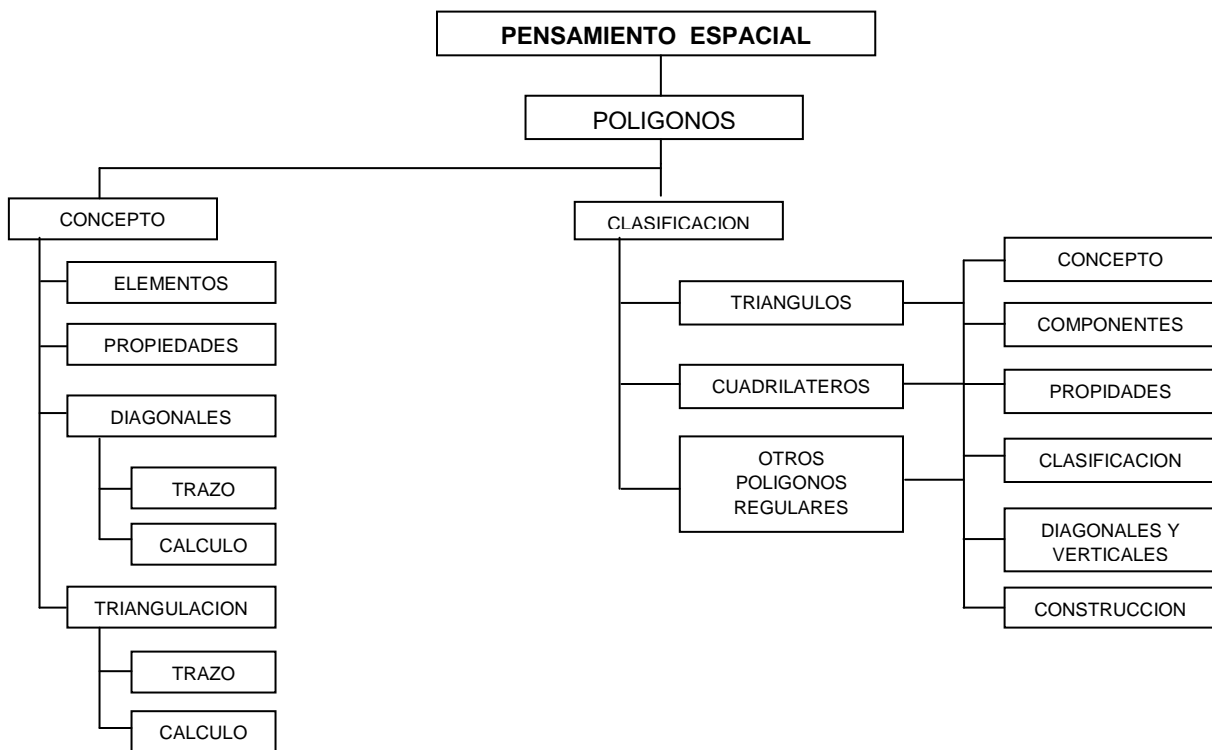 PENSAMIENTO ESPACIAL
POLIGONOS
CONCEPTO
ELEMENTOS
PROPIEDADES
DIAGONALES
TRAZO
CALCULO
TRIANGULACION
TRAZO
CALCULO
CLASIFICACION
TRIANGULOS
CUADRILATEROS
OTROS
POLIGONOS
REGULARES
CONCEPTO
COMPONENTES
PROPIDADES
CLASIFICACION
DIAGONALES Y
VERTICALES
CONSTRUCCION